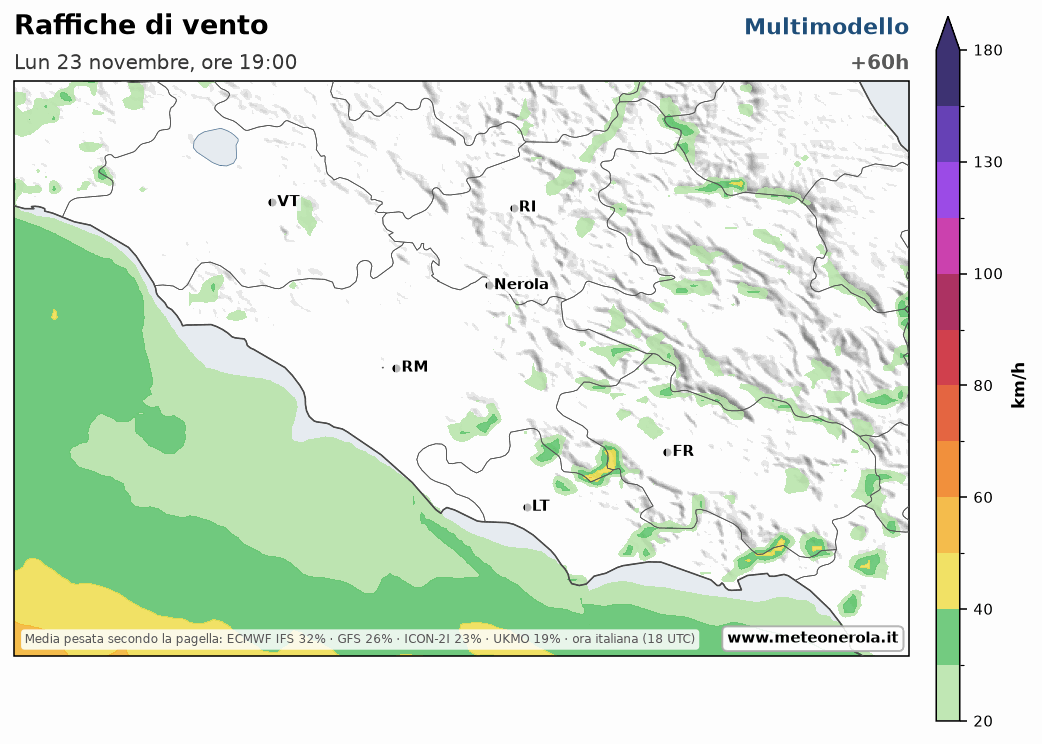 Raffiche di vento
Multimodello
Lun 23 novembre, ore 19:00
+60h
VT
RI
Nerola
RM
FR
LT
Media pesata secondo la pagella: ECMWF IFS 32% · GFS 26% · ICON-2I 23% · UKMO 19% · ora italiana (18 UTC)
www.meteonerola.it
180
130
100
80
60
40
20
km/h